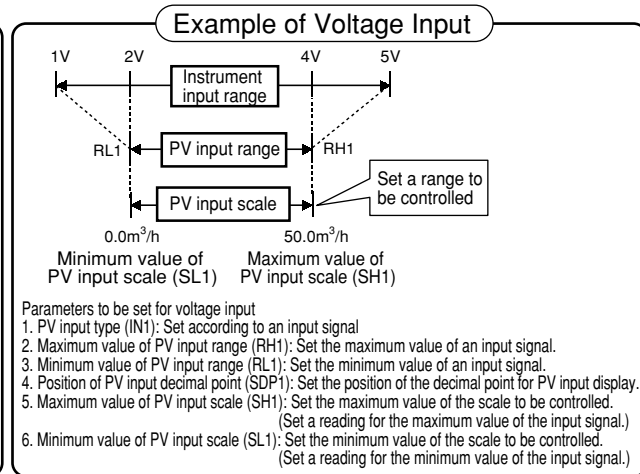 Example of Voltage Input
1V 2V 4V 5V
Instrument
input range
RL1 PV input range RH1
PV input scale
Set a range to
be controlled
0.0m³/h 50.0m³/h
Minimum value of
PV input scale (SL1)
Maximum value of
PV input scale (SH1)
Parameters to be set for voltage input
1. PV input type (IN1): Set according to an input signal
2. Maximum value of PV input range (RH1): Set the maximum value of an input signal.
3. Minimum value of PV input range (RL1): Set the minimum value of an input signal.
4. Position of PV input decimal point (SDP1): Set the position of the decimal point for PV input display.
5. Maximum value of PV input scale (SH1): Set the maximum value of the scale to be controlled.
(Set a reading for the maximum value of the input signal.)
6. Minimum value of PV input scale (SL1): Set the minimum value of the scale to be controlled.
(Set a reading for the minimum value of the input signal.)